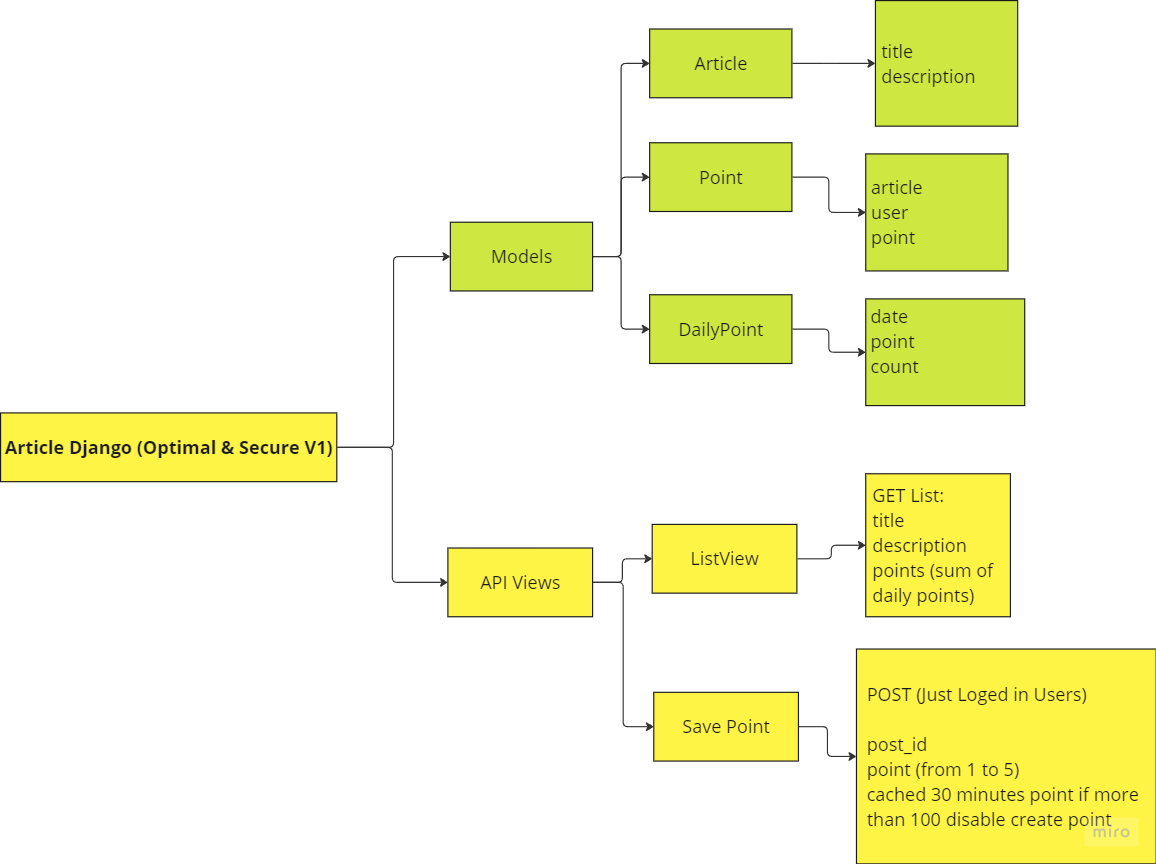 Article Django (Optimal & Secure V1)
Models
Article
title
description
Point
article
user
point
DailyPoint
date
point
count
API Views
ListView
GET List:
title
description
points (sum of
daily points)
Save Point
POST (Just Loged in Users)
post_id
point (from 1 to 5)
cached 30 minutes point if more
than 100 disable create point
miro